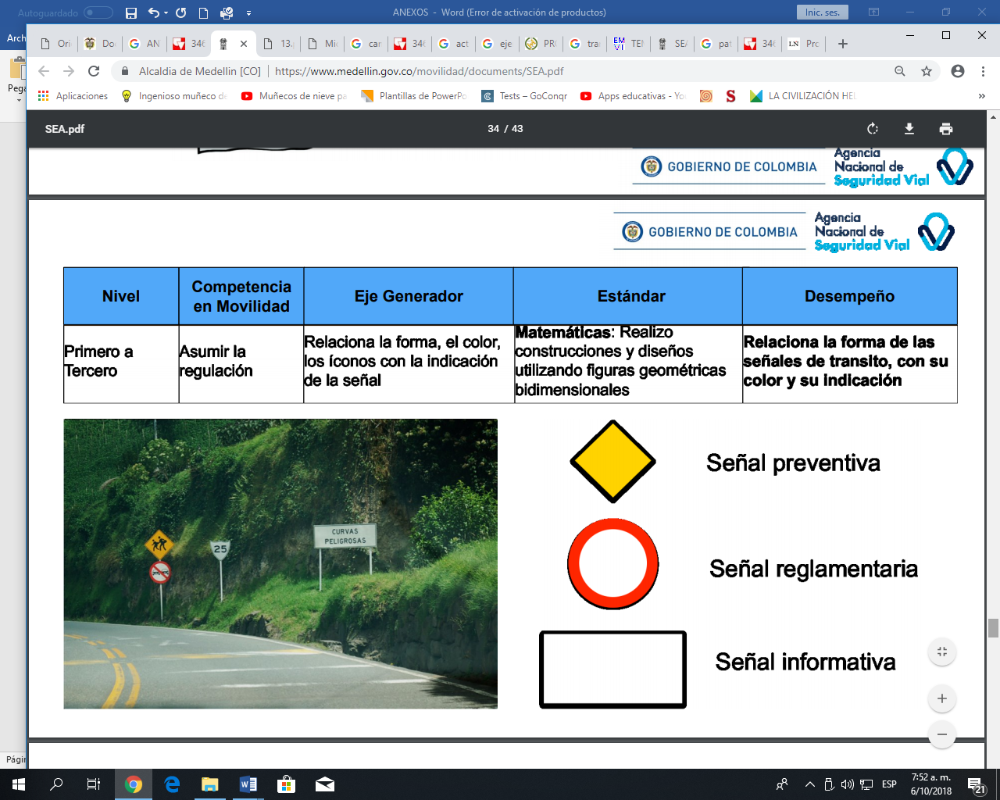 Autoguardado
ANEXOS - Word (Error de activación de productos)
Inic. ses.
Arch
Pega
Ori
Do
AN
346
13.
Mi
car
346
act
eje
PR
tra
TE
SE
pat
346
LN
Pro
Alcaldia de Medellin [CO] | https://www.medellin.gov.co/movilidad/documents/SEA.pdf
Aplicaciones
Ingenioso muñeco de
Muñecos de nieve pa
Plantillas de PowerPo
Tests – GoConqr
Apps educativas - Yo
LA CIVILIZACIÓN HEL
»
SEA.pdf
34 / 43
GOBIERNO DE COLOMBIA
Agencia
Nacional de
Seguridad Vial
GOBIERNO DE COLOMBIA
Agencia
Nacional de
Seguridad Vial
Nivel
Competencia
en Movilidad
Eje Generador
Estándar
Desempeño
Primero a
Tercero
Asumir la
regulación
Relaciona la forma, el color,
los íconos con la indicación
de la señal
Matemáticas: Realizo
construcciones y diseños
utilizando figuras geométricas
bidimensionales
Relaciona la forma de las
señales de transito, con su
color y su indicación
25
CURVAS
PELIGROSAS
Señal preventiva
Señal reglamentaria
Señal informativa
Págin
ESP
7:52 a. m.
6/10/2018
21